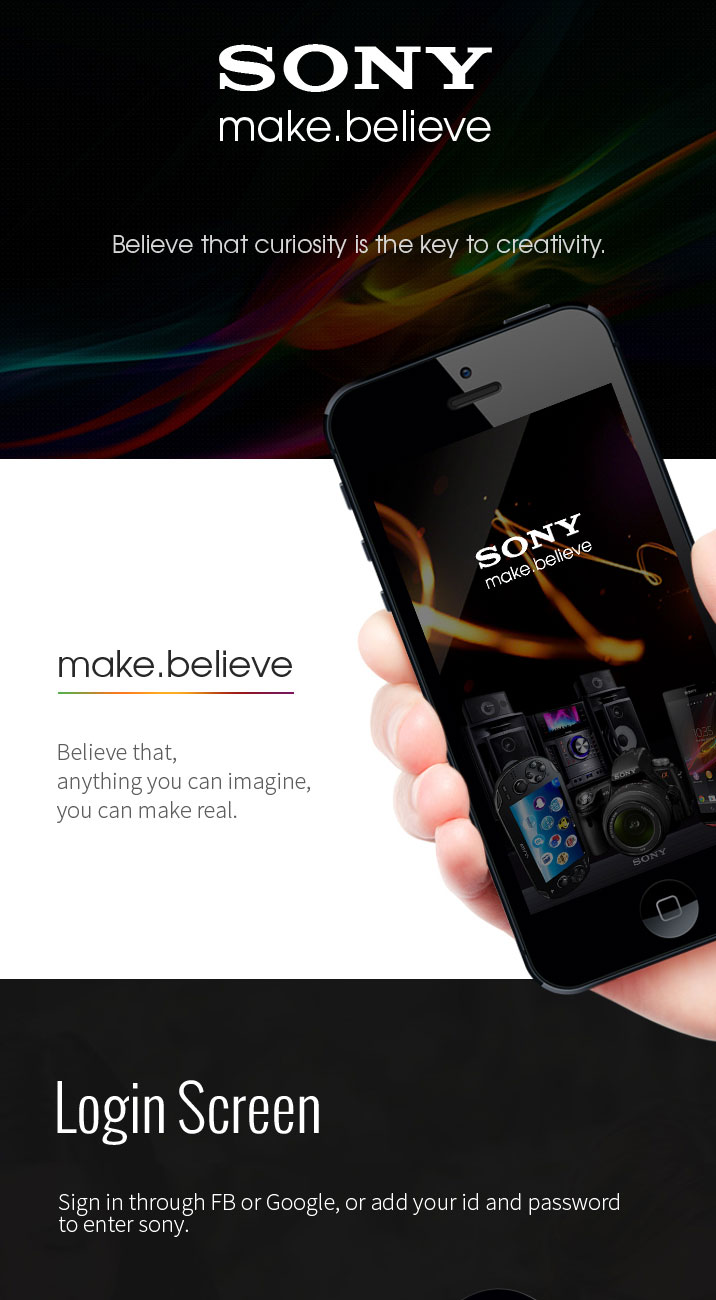 SONY
make.believe
Believe that curiosity is the key to creativity.
SONY
make.believe
make.believe
Believe that,
anything you can imagine,
you can make real.
SONY
SONY
Login Screen
Sign in through FB or Google, or add your id and password
to enter sony.